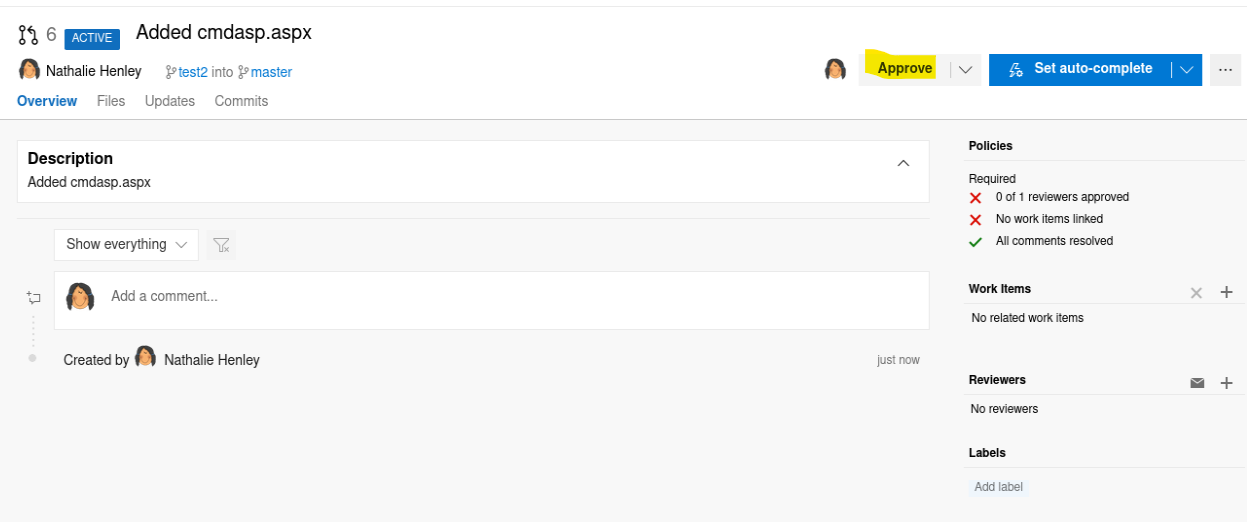 6 ACTIVE Added cmdasp.aspx
Nathalie Henley test2 into master Approve Set auto-complete
Overview Files Updates Commits
Description
Added cmdasp.aspx
Show everything
Add a comment...
Created by Nathalie Henley just now
Policies
Required
0 of 1 reviewers approved
No work items linked
All comments resolved
Work Items
No related work items
Reviewers
No reviewers
Labels
Add label